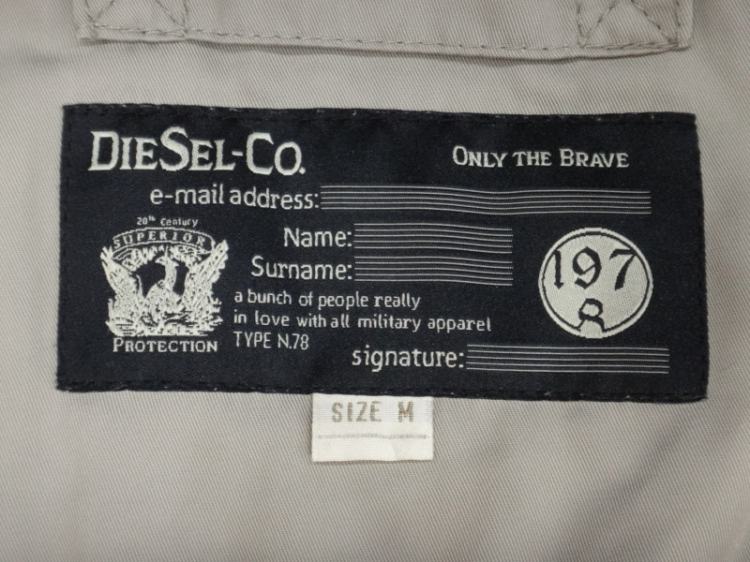 DIESEL-CO.
ONLY THE BRAVE
e-mail address:
20th Century
SUPERIOR
PROTECTION
Name:
Surname:
197
8
a bunch of people really
in love with all military apparel
TYPE N.78
signature:
SIZE M